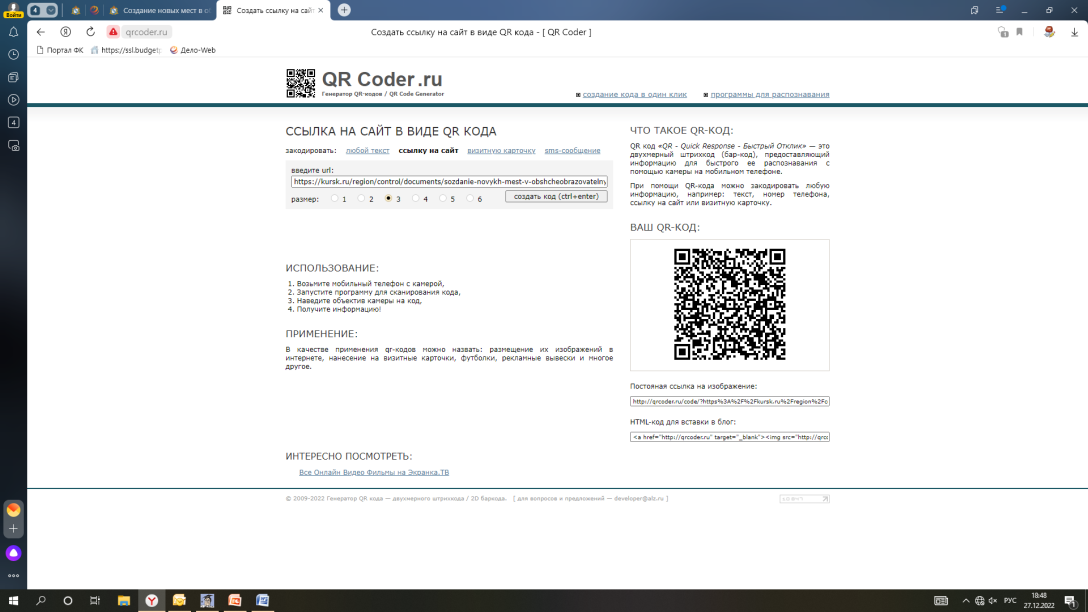 Войти
4
Создание новых мест в о
Создать ссылку на сай
qrcoder.ru
Создать ссылку на сайт в виде QR кода - [ QR Coder ]
Портал ФК
https://ssl.budget
Дело-Web
4
QR Coder.ru
Генератор QR-кодов / QR Code Generator
создание кода в один клик
программы для распознавания
ССЫЛКА НА САЙТ В ВИДЕ QR КОДА
закодировать: любой текст ссылку на сайт визитную карточку sms-сообщение
введите url:
https://kursk.ru/region/control/documents/sozdanie-novykh-mest-v-obshcheobrazovatelny
размер: 1 2 3 4 5 6 создать код (ctrl+enter)
ИСПОЛЬЗОВАНИЕ:
1. Возьмите мобильный телефон с камерой,
2. Запустите программу для сканирования кода,
3. Наведите объектив камеры на код,
4. Получите информацию!
ПРИМЕНЕНИЕ:
В качестве применения qr-кодов можно назвать: размещение их изображений в
интернете, нанесение на визитные карточки, футболки, рекламные вывески и многое
другое.
ИНТЕРЕСНО ПОСМОТРЕТЬ:
Все Онлайн Видео Фильмы на Экранка.ТВ
ЧТО ТАКОЕ QR-КОД:
QR код «QR - Quick Response - Быстрый Отклик» — это
двухмерный штрихкод (бар-код), предоставляющий
информацию для быстрого ее распознавания с
помощью камеры на мобильном телефоне.
При помощи QR-кода можно закодировать любую
информацию, например: текст, номер телефона,
ссылку на сайт или визитную карточку.
ВАШ QR-КОД:
Постояная ссылка на изображение:
http://qrcoder.ru/code/?https%3A%2F%2Fkursk.ru%2Fregion%2Fc
HTML-код для вставки в блог:
<a href="http://qrcoder.ru" target="_blank"><img src="http://qrco
© 2009-2022 Генератор QR кода — двухмерного штрихкода / 2D баркода. [ для вопросов и предложений — developer@alz.ru ]
РУС
18:48
27.12.2022